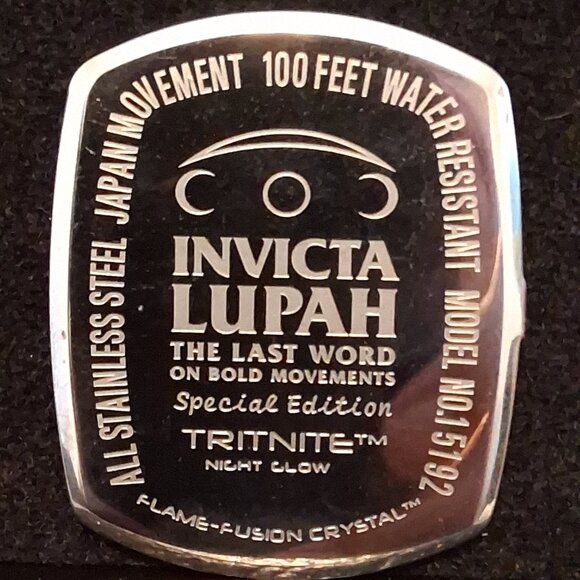 ALL STAINLESS STEEL JAPAN MOVEMENT 100 FEET WATER RESISTANT MODEL NO.15192
INVICTA
LUPAH
THE LAST WORD
ON BOLD MOVEMENTS
Special Edition
TRITNITE™
NIGHT GLOW
FLAME-FUSION CRYSTAL™